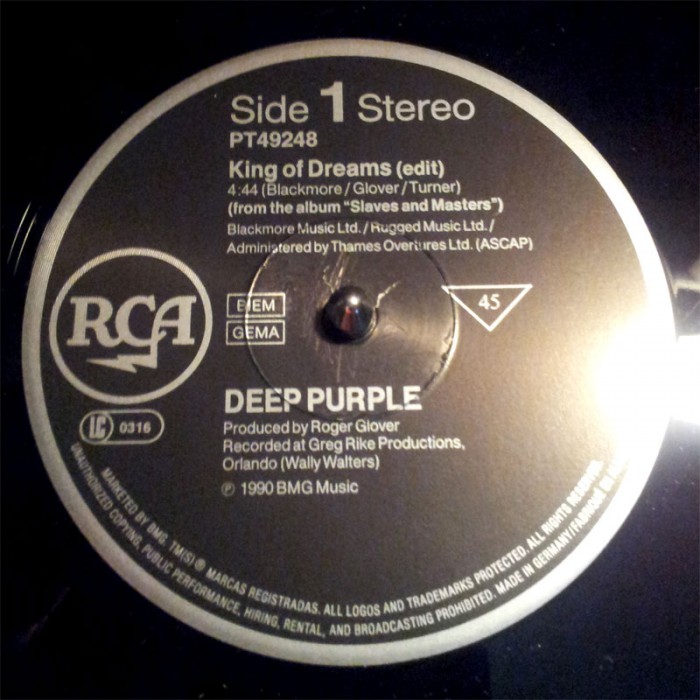 Side 1 Stereo
PT49248
King of Dreams (edit)
4:44 (Blackmore/Glover/Turner)
(from the album "Slaves and Masters")
Blackmore Music Ltd./Rugged Music Ltd./
Administered by Thames Overtures Ltd. (ASCAP)
RCA
BIEM
GEMA
45
LC 0316
DEEP PURPLE
Produced by Roger Glover
Recorded at Greg Rike Productions,
Orlando (Wally Walters)
℗ 1990 BMG Music
MARKETED BY BMG. TM(S) ® MARCAS REGISTRADAS. ALL LOGOS AND TRADEMARKS PROTECTED. ALL RIGHTS RESERVED.
UNAUTHORIZED COPYING, PUBLIC PERFORMANCE, HIRING, RENTAL, AND BROADCASTING PROHIBITED. MADE IN GERMANY/FABRIQUÉ